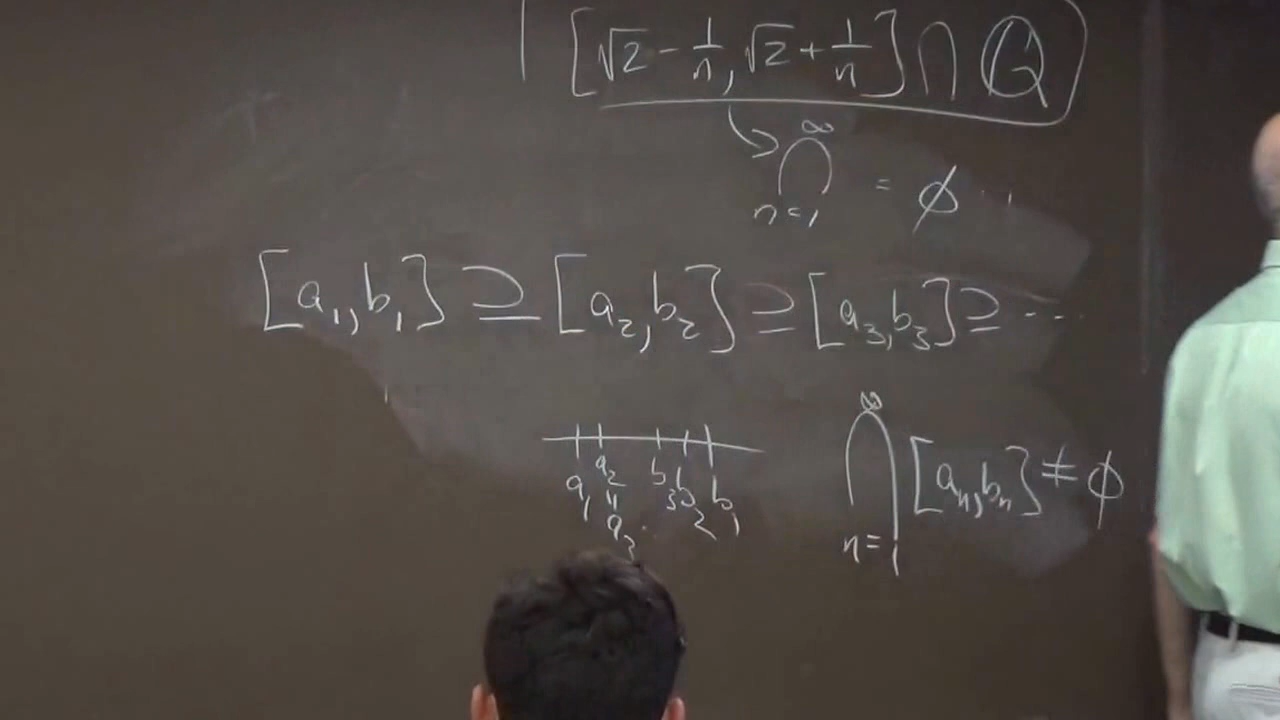 [√2 - 1/n, √2 + 1/n] ∩ Q
∞
⋂ = ∅
n=1
[a₁, b₁] ⊇ [a₂, b₂] ⊇ [a₃, b₃] ⊇ ...
∞
⋂ [aₙ, bₙ] ≠ ∅
n=1
a₁ a₂ b₃ b₂ b₁
॥
a₃